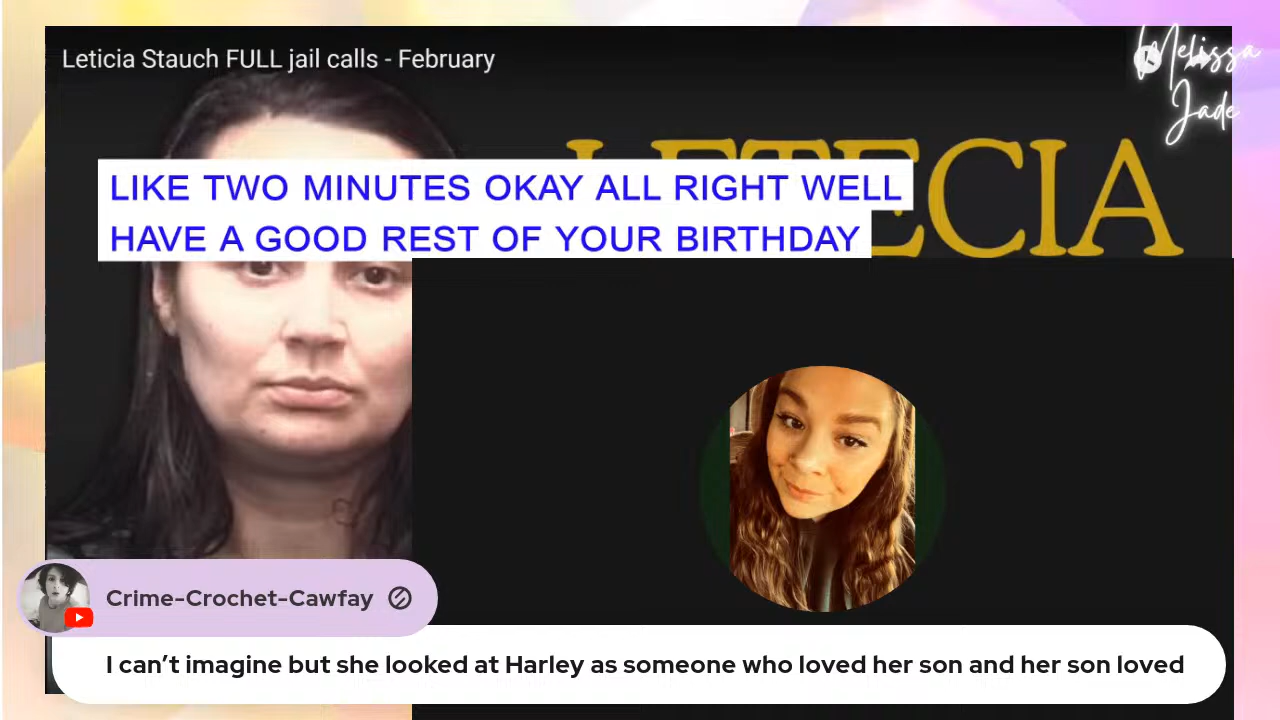 Leticia Stauch FULL jail calls - February
Melissa
Jade
LETECIA
LIKE TWO MINUTES OKAY ALL RIGHT WELL
HAVE A GOOD REST OF YOUR BIRTHDAY
Crime-Crochet-Cawfay
I can't imagine but she looked at Harley as someone who loved her son and her son loved